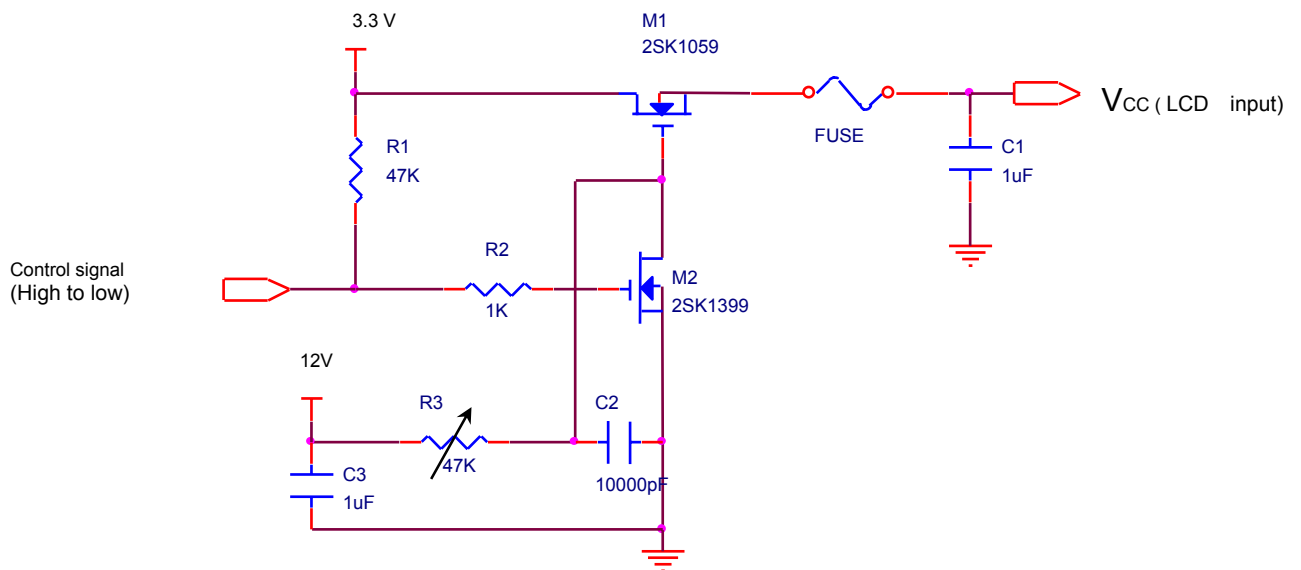 3.3 V
M1
2SK1059
VCC ( LCD input)
FUSE
R1
47K
C1
1uF
R2
1K
Control signal
(High to low)
M2
2SK1399
12V
R3
47K
C2
10000pF
C3
1uF